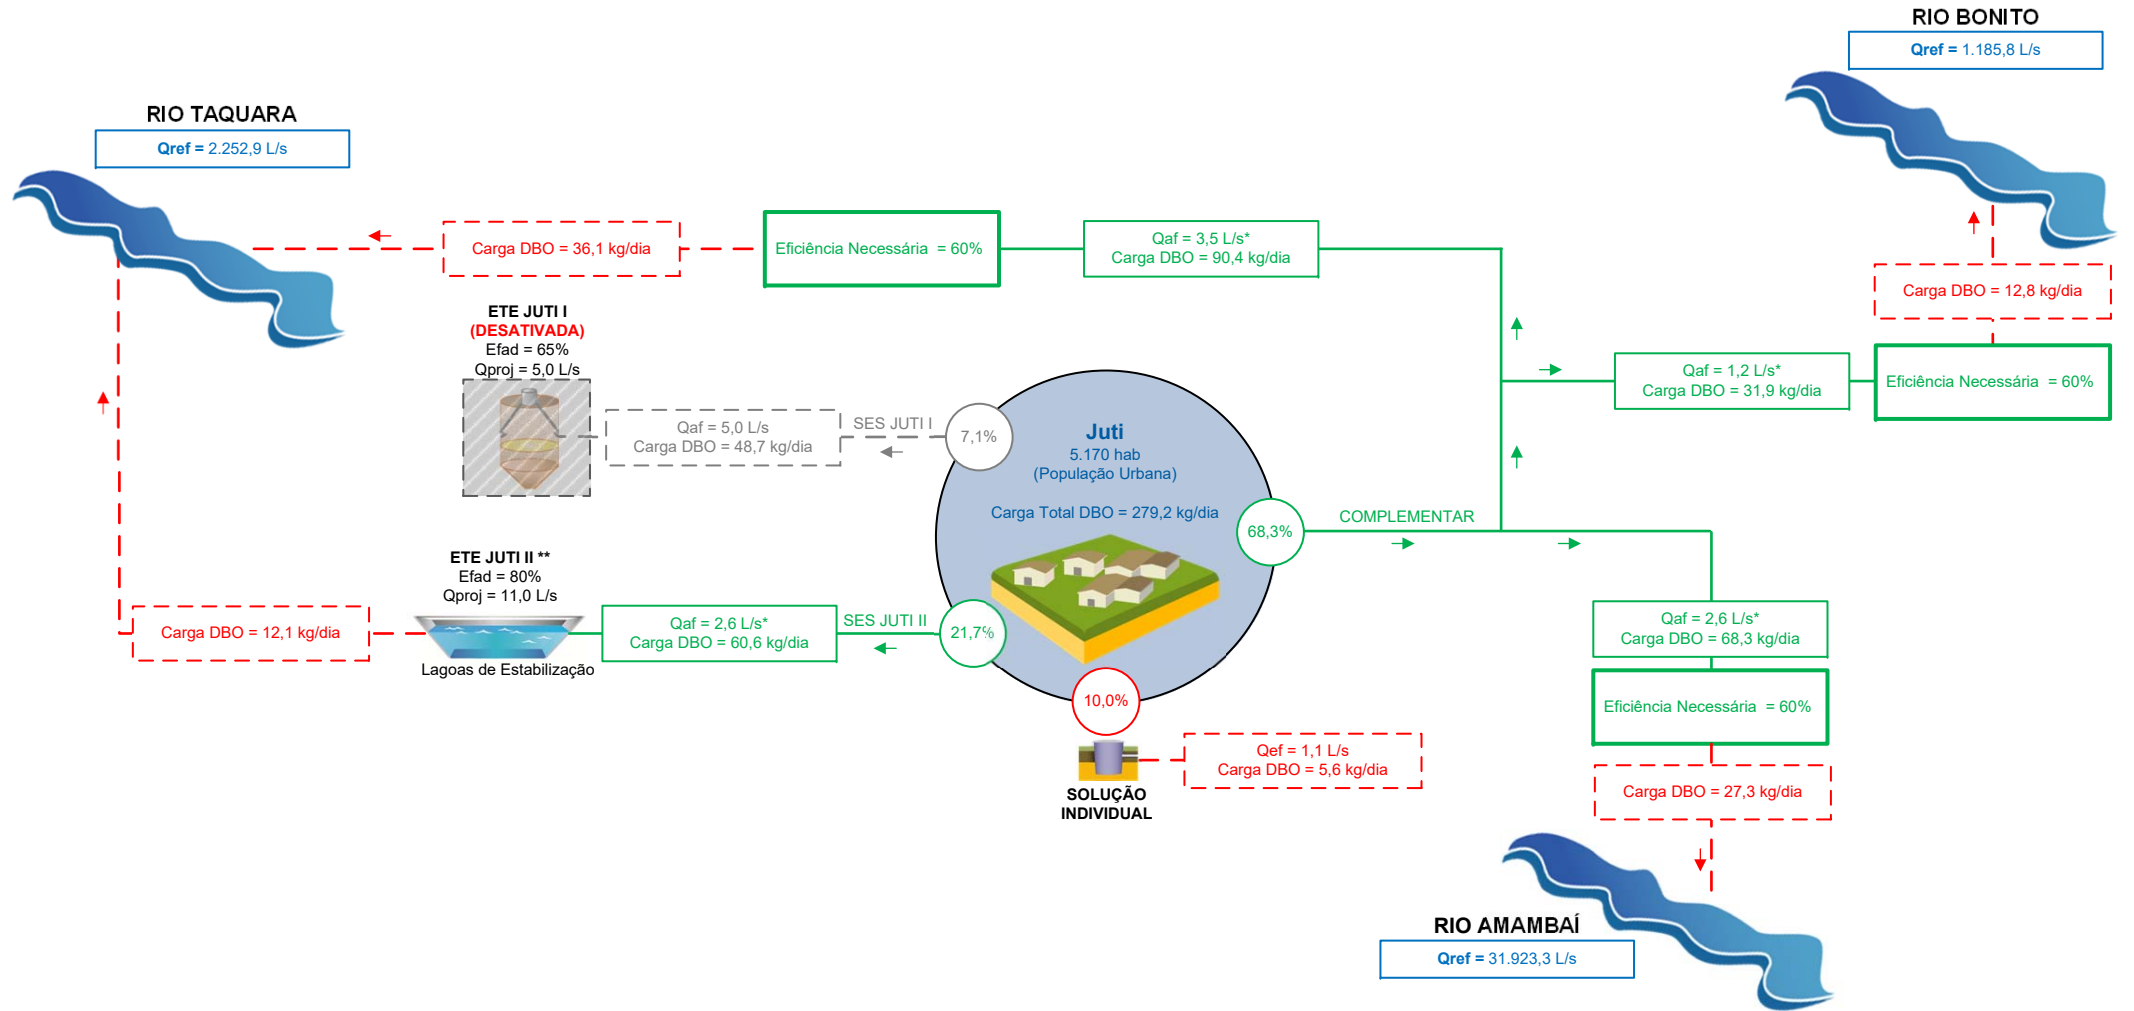 RIO BONITO
Qref = 1.185,8 L/s
RIO TAQUARA
Qref = 2.252,9 L/s
Carga DBO = 36,1 kg/dia
Eficiência Necessária = 60%
Qaf = 3,5 L/s*
Carga DBO = 90,4 kg/dia
Carga DBO = 12,8 kg/dia
ETE JUTI I
(DESATIVADA)
Efad = 65%
Qproj = 5,0 L/s
Qaf = 1,2 L/s*
Carga DBO = 31,9 kg/dia
Eficiência Necessária = 60%
Qaf = 5,0 L/s
Carga DBO = 48,7 kg/dia
SES JUTI I
7,1%
Juti
5.170 hab
(População Urbana)
Carga Total DBO = 279,2 kg/dia
68,3%
COMPLEMENTAR
ETE JUTI II **
Efad = 80%
Qproj = 11,0 L/s
Carga DBO = 12,1 kg/dia
Lagoas de Estabilização
Qaf = 2,6 L/s*
Carga DBO = 60,6 kg/dia
SES JUTI II
21,7%
Qaf = 2,6 L/s*
Carga DBO = 68,3 kg/dia
10,0%
Eficiência Necessária = 60%
Qef = 1,1 L/s
Carga DBO = 5,6 kg/dia
SOLUÇÃO
INDIVIDUAL
Carga DBO = 27,3 kg/dia
RIO AMAMBAÍ
Qref = 31.923,3 L/s